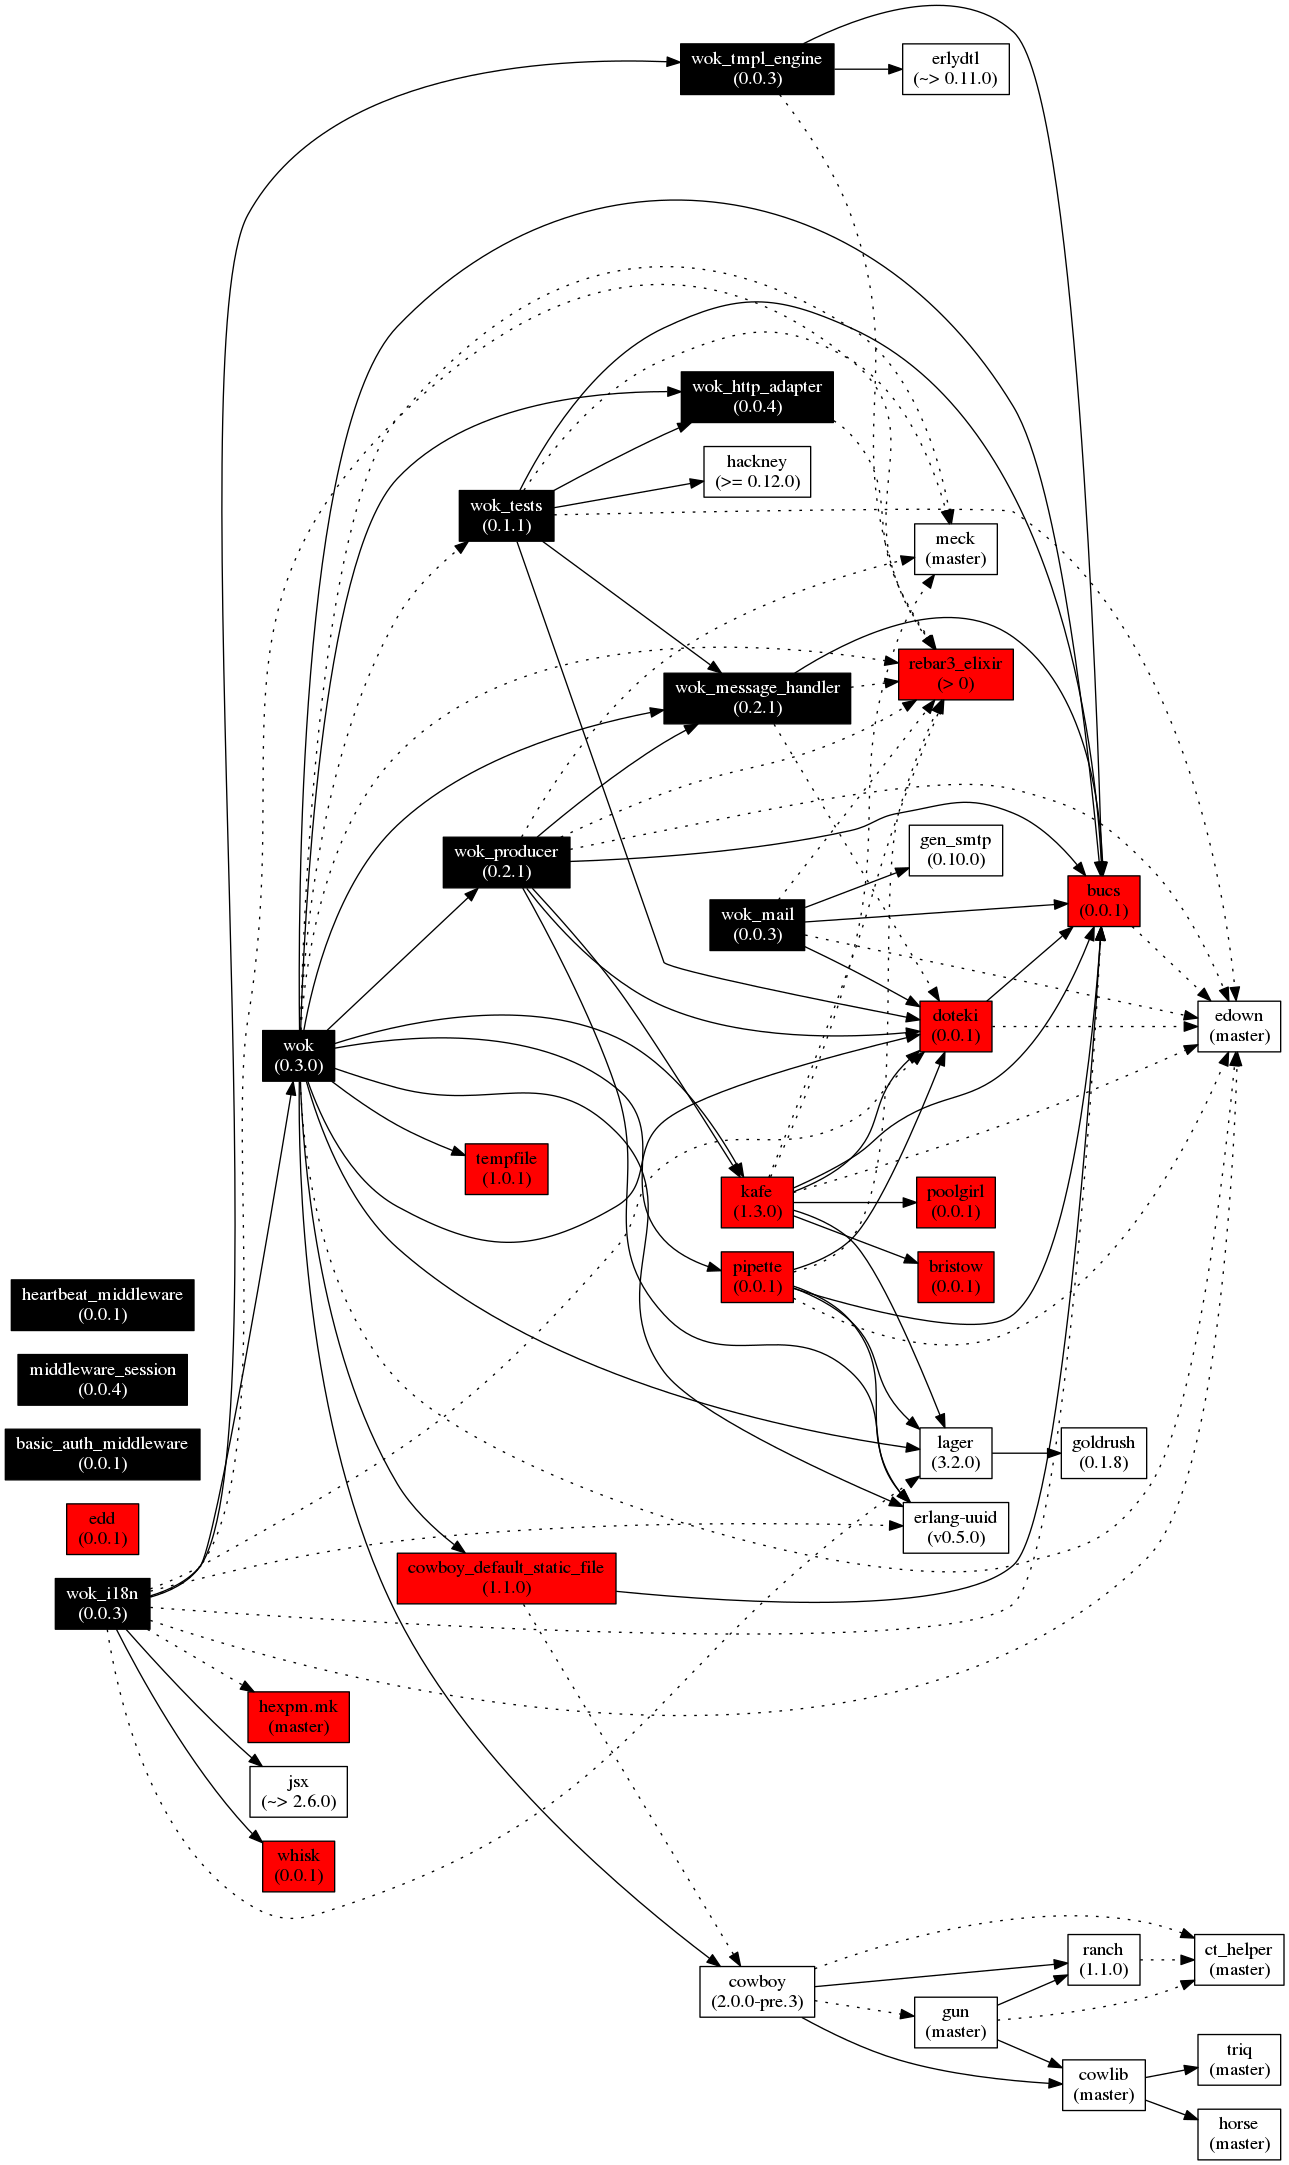 wok_tmpl_engine
(0.0.3)
erlydtl
(~> 0.11.0)
wok_http_adapter
(0.0.4)
hackney
(>= 0.12.0)
wok_tests
(0.1.1)
meck
(master)
rebar3_elixir
(> 0)
wok_message_handler
(0.2.1)
gen_smtp
(0.10.0)
wok_producer
(0.2.1)
bucs
(0.0.1)
wok_mail
(0.0.3)
doteki
(0.0.1)
edown
(master)
wok
(0.3.0)
tempfile
(1.0.1)
kafe
(1.3.0)
poolgirl
(0.0.1)
pipette
(0.0.1)
bristow
(0.0.1)
heartbeat_middleware
(0.0.1)
middleware_session
(0.0.4)
basic_auth_middleware
(0.0.1)
lager
(3.2.0)
goldrush
(0.1.8)
edd
(0.0.1)
erlang-uuid
(v0.5.0)
cowboy_default_static_file
(1.1.0)
wok_i18n
(0.0.3)
hexpm.mk
(master)
jsx
(~> 2.6.0)
whisk
(0.0.1)
cowboy
(2.0.0-pre.3)
ranch
(1.1.0)
ct_helper
(master)
gun
(master)
triq
(master)
cowlib
(master)
horse
(master)